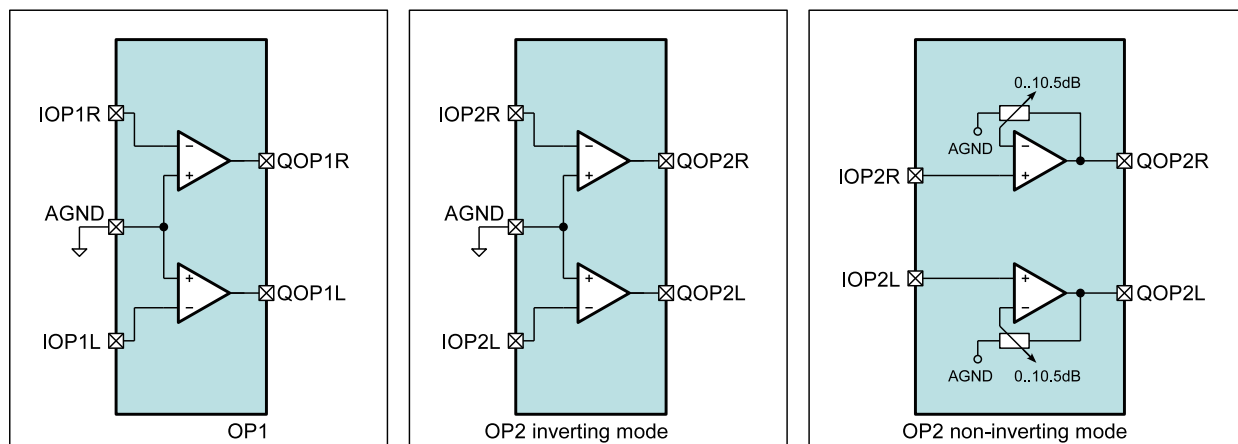 IOP1R
QOP1R
AGND
QOP1L
IOP1L
OP1
IOP2R
QOP2R
AGND
QOP2L
IOP2L
OP2 inverting mode
0..10.5dB
AGND
QOP2R
IOP2R
IOP2L
QOP2L
AGND
0..10.5dB
OP2 non-inverting mode